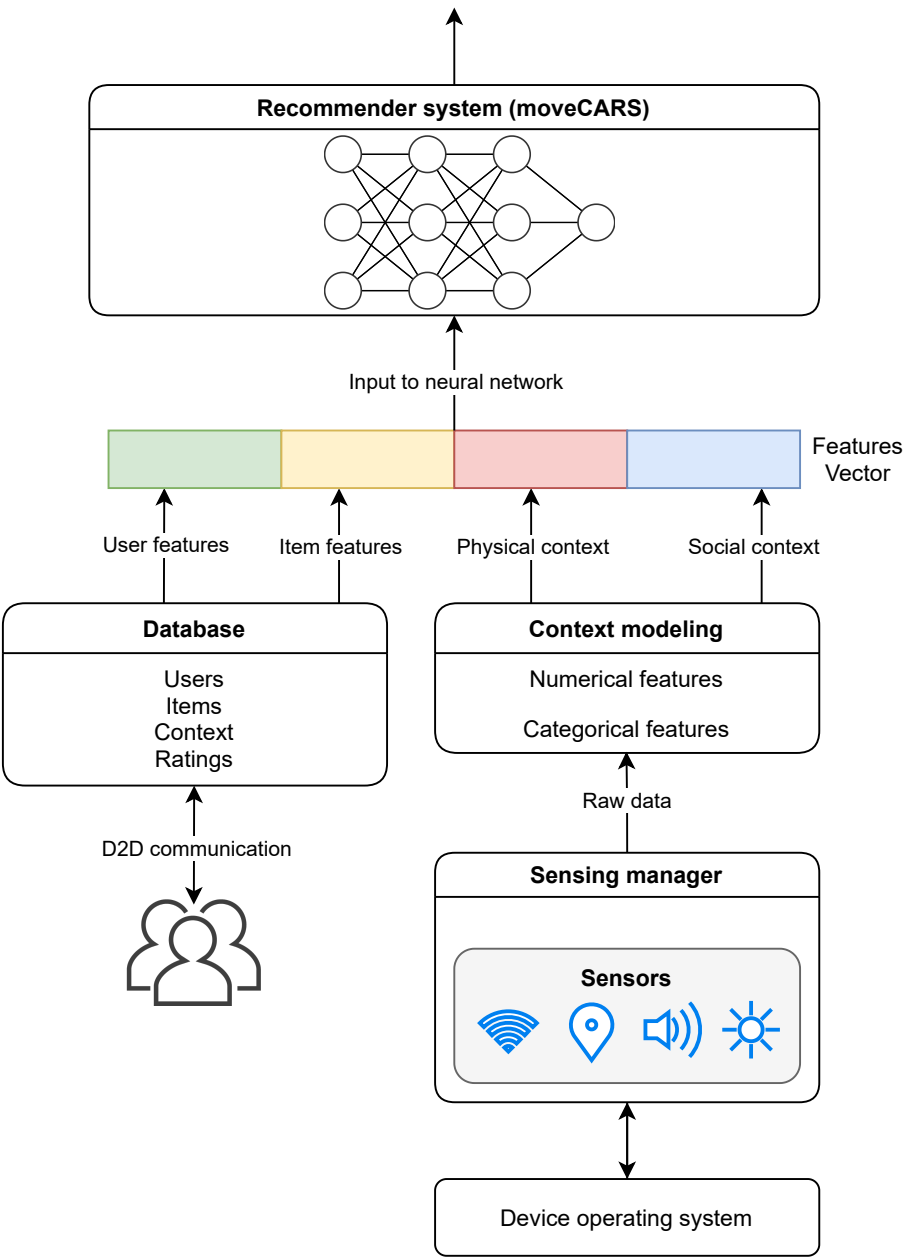 Recommender system (moveCARS)
Input to neural network
Features
Vector
User features
Item features
Physical context
Social context
Database
Users
Items
Context
Ratings
Context modeling
Numerical features
Categorical features
Raw data
D2D communication
Sensing manager
Sensors
Device operating system